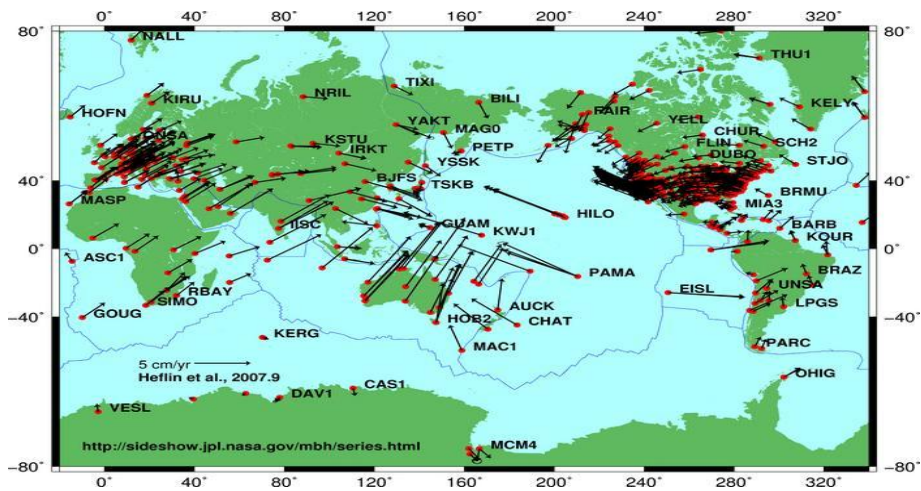 0° 40° 80° 120° 160° 200° 240° 280° 320°
80° 80°
NALL
THU1
TIXI
NRIL BILI
HOFN KIRU FAIR KELY
YAKT YELL
MAG0 CHUR
ONSA KSTU PETP FLIN SCH2
IRKT YSSK DUBO STJO
BJFS
40° TSKB 40°
MASP BRMU
HILO MIA3
IISC GUAM BARB
KWJ1 KOUR
0° 0°
ASC1 PAMA BRAZ
RBAY EISL UNSA
SIMO AUCK LPGS
−40° GOUG HOB2 CHAT −40°
KERG MAC1 PARC
5 cm/yr
Heflin et al., 2007.9 OHIG
CAS1
DAV1
VESL
http://sideshow.jpl.nasa.gov/mbh/series.html MCM4
−80° −80°
0° 40° 80° 120° 160° 200° 240° 280° 320°